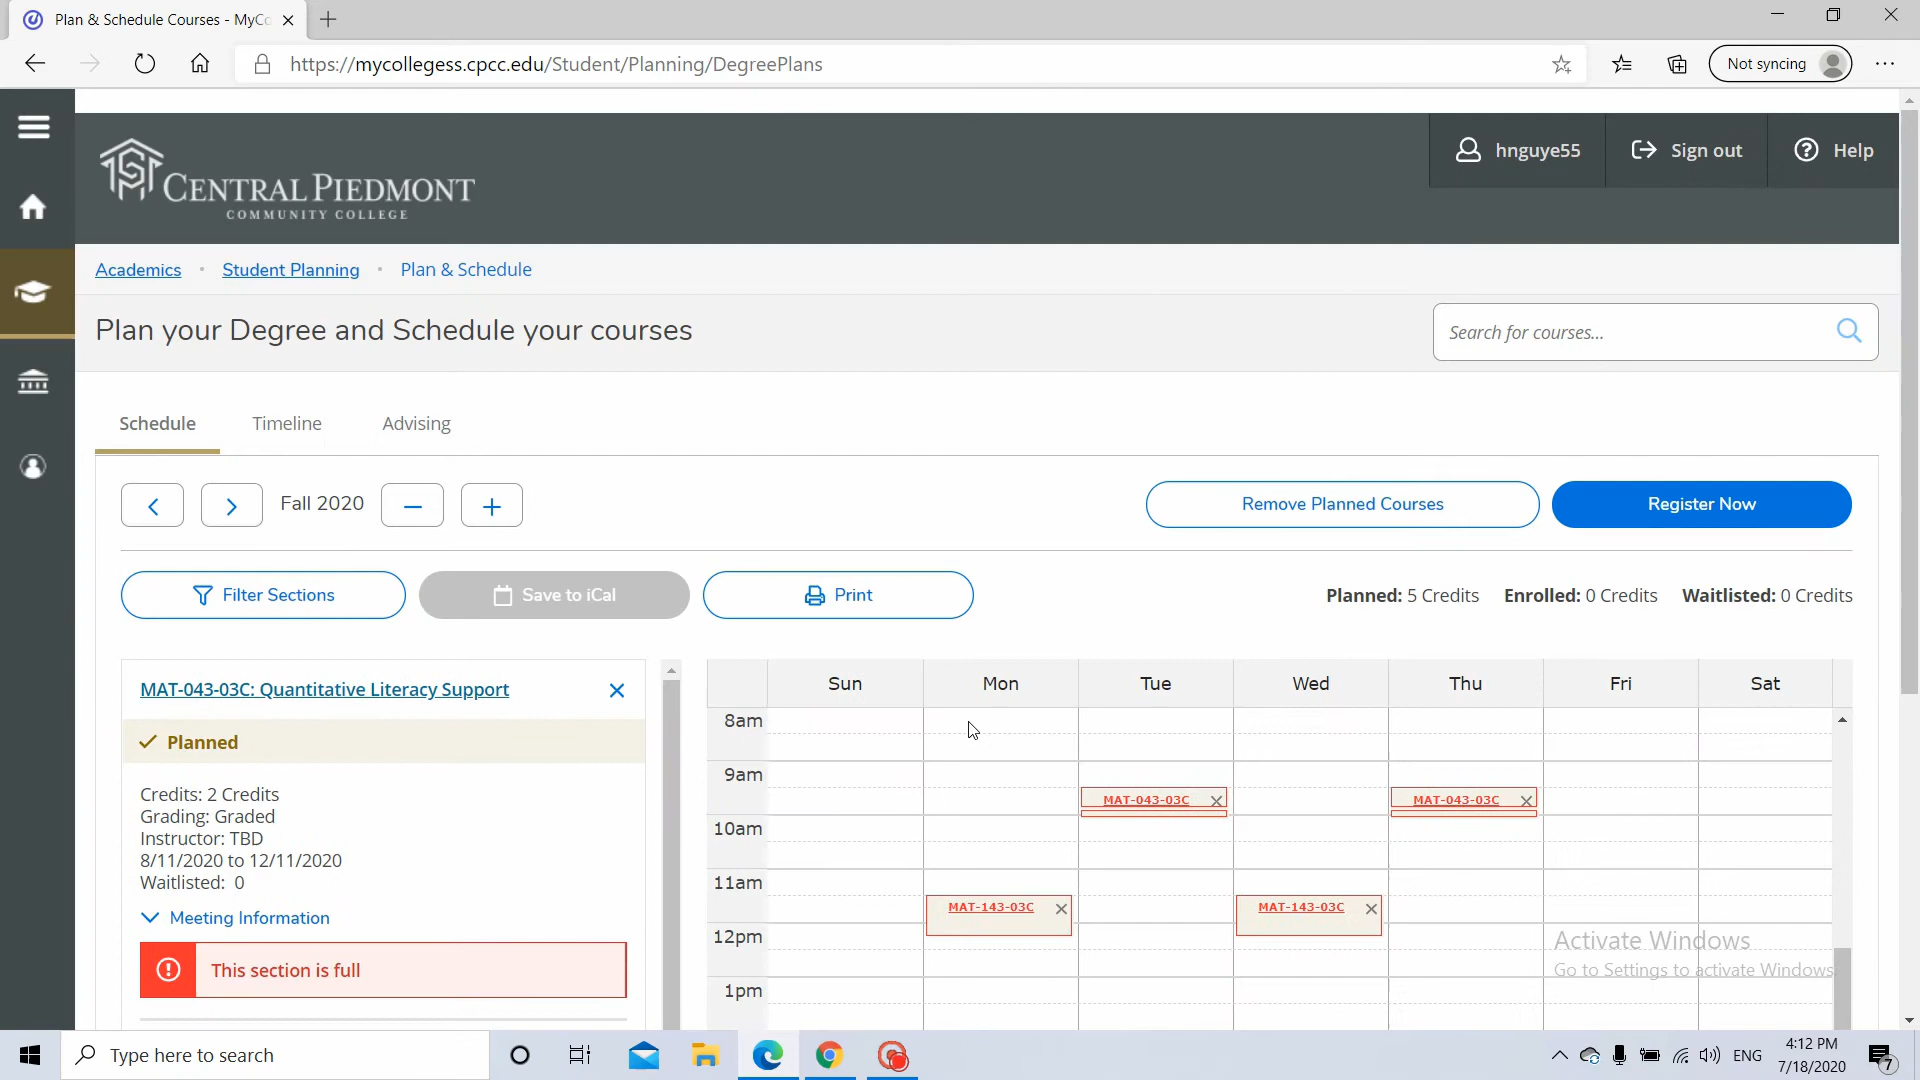 Plan & Schedule Courses - MyCo
https://mycollegess.cpcc.edu/Student/Planning/DegreePlans
Not syncing
CENTRAL PIEDMONT
COMMUNITY COLLEGE
hnguye55
Sign out
Help
Academics • Student Planning • Plan & Schedule
Plan your Degree and Schedule your courses
Search for courses...
Schedule
Timeline
Advising
Fall 2020
Remove Planned Courses
Register Now
Filter Sections
Save to iCal
Print
Planned: 5 Credits
Enrolled: 0 Credits
Waitlisted: 0 Credits
MAT-043-03C: Quantitative Literacy Support
Planned
Credits: 2 Credits
Grading: Graded
Instructor: TBD
8/11/2020 to 12/11/2020
Waitlisted: 0
Meeting Information
This section is full
Sun Mon Tue Wed Thu Fri Sat
8am
9am
MAT-043-03C MAT-043-03C
10am
11am
MAT-143-03C MAT-143-03C
12pm
1pm
Activate Windows
Go to Settings to activate Windows
Type here to search
ENG
4:12 PM
7/18/2020
7